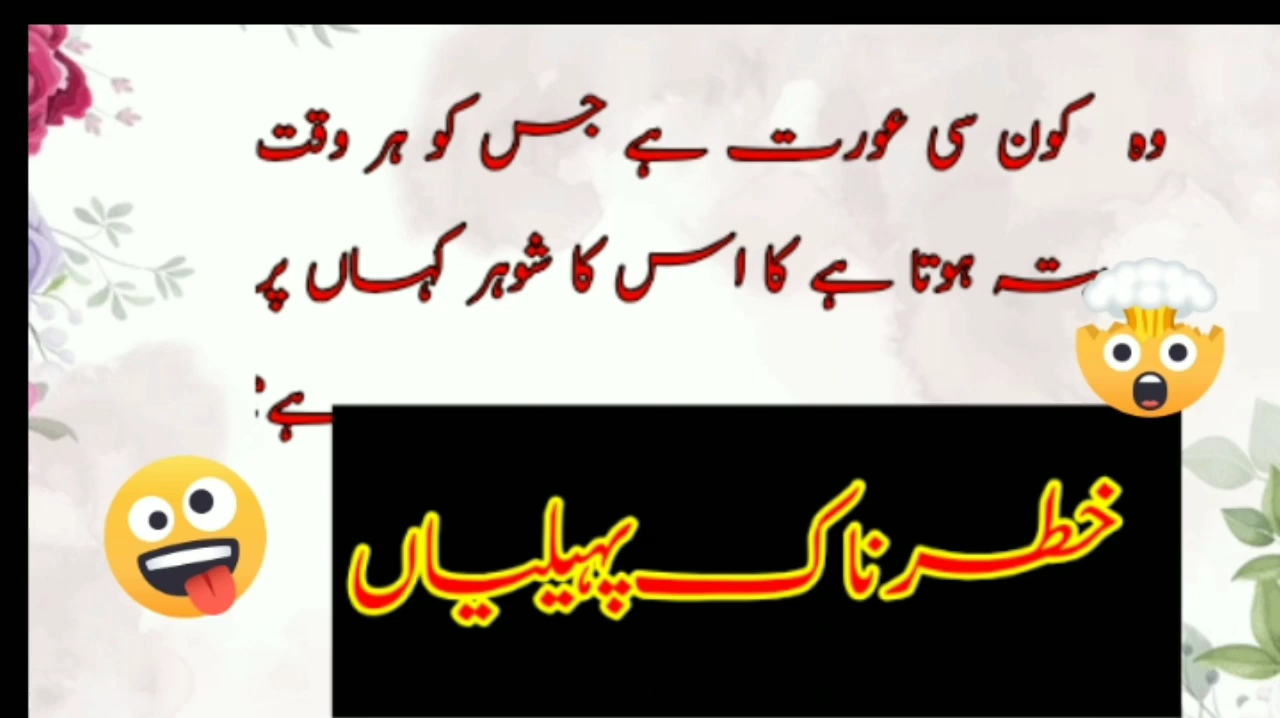 وہ کون سی عورت ہے جس کو ہر وقت
ہوتا ہے کا اس کا شوہر کہاں پر
ہے
خطرناک پہیلیاں